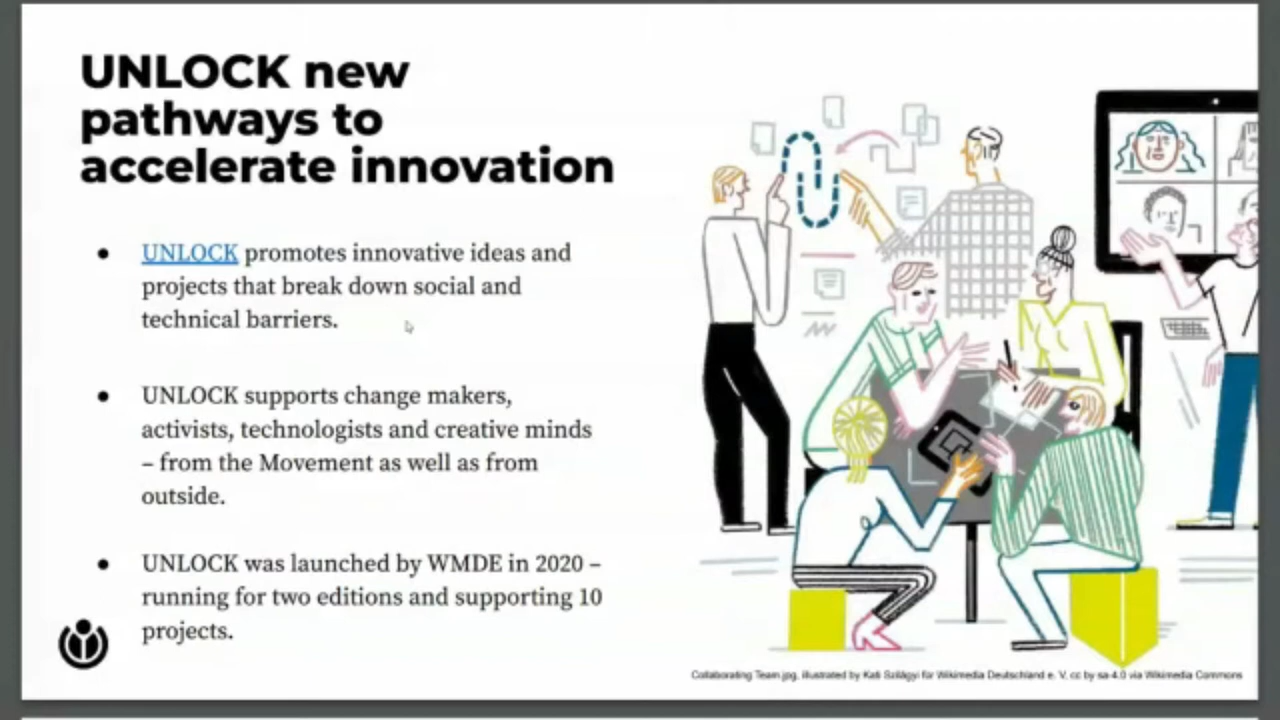 UNLOCK new
pathways to
accelerate innovation
● UNLOCK promotes innovative ideas and
projects that break down social and
technical barriers.
● UNLOCK supports change makers,
activists, technologists and creative minds
– from the Movement as well as from
outside.
● UNLOCK was launched by WMDE in 2020 –
running for two editions and supporting 10
projects.
Collaborating Team.jpg, illustrated by Kati Szilágyi für Wikimedia Deutschland e. V, cc by sa 4.0 via Wikimedia Commons